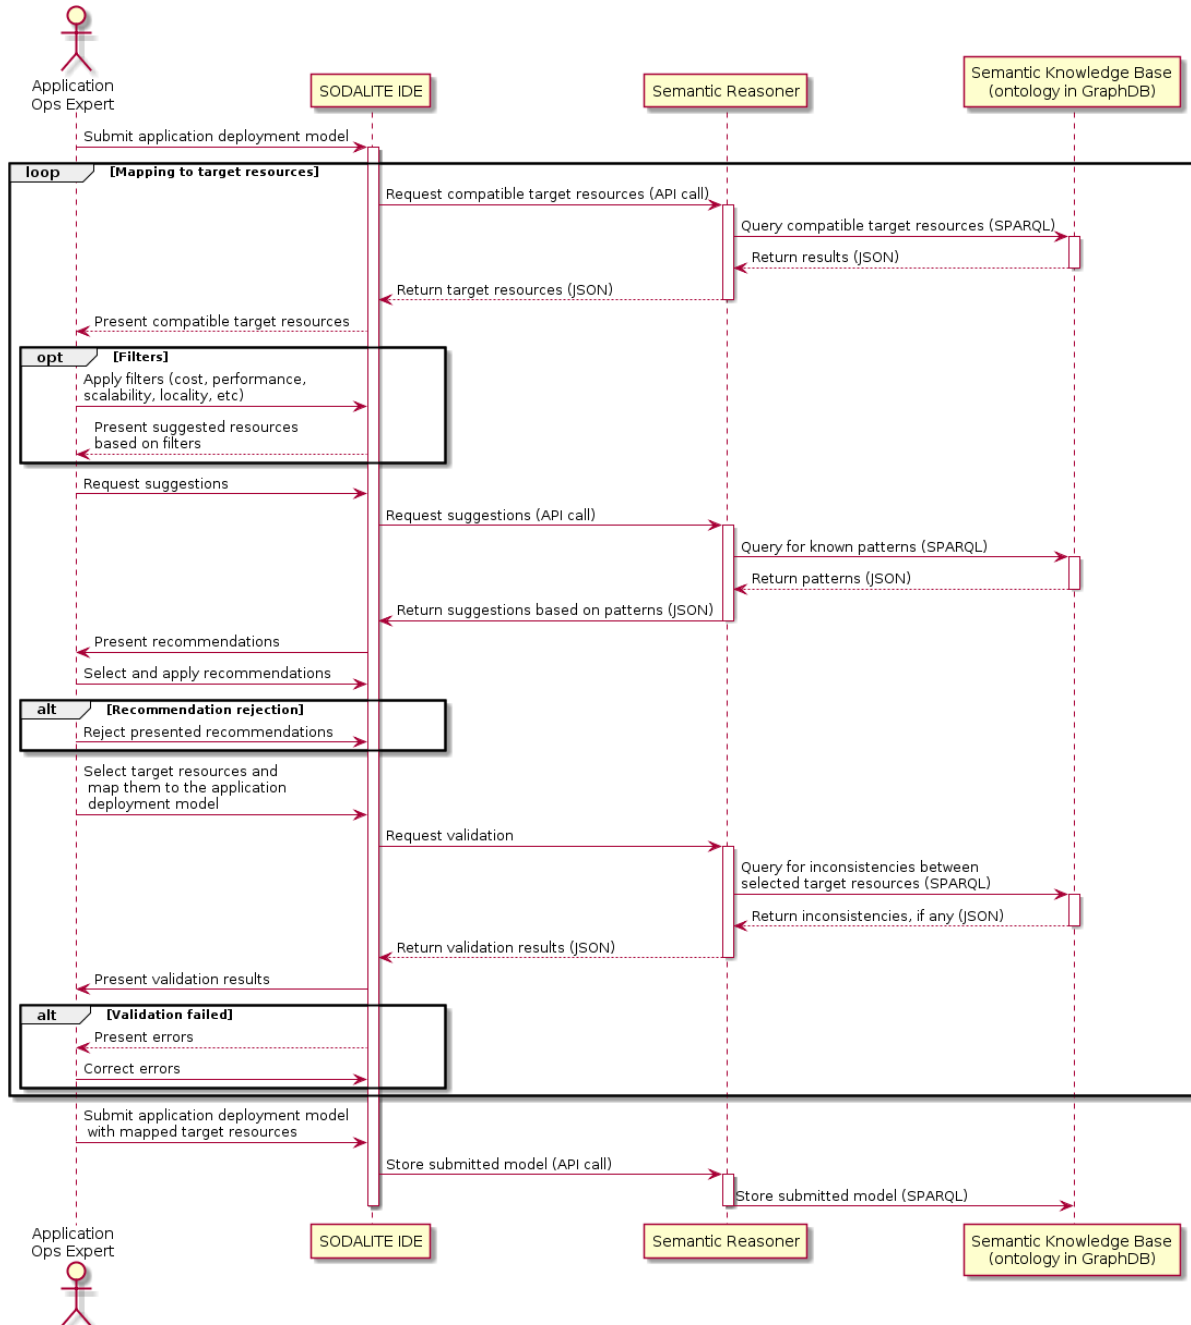 Application
Ops Expert
SODALITE IDE
Semantic Reasoner
Semantic Knowledge Base
(ontology in GraphDB)
Submit application deployment model
loop
[Mapping to target resources]
Request compatible target resources (API call)
Query compatible target resources (SPARQL)
Return results (JSON)
Return target resources (JSON)
Present compatible target resources
opt
[Filters]
Apply filters (cost, performance,
scalability, locality, etc)
Present suggested resources
based on filters
Request suggestions
Request suggestions (API call)
Query for known patterns (SPARQL)
Return patterns (JSON)
Return suggestions based on patterns (JSON)
Present recommendations
Select and apply recommendations
alt
[Recommendation rejection]
Reject presented recommendations
Select target resources and
map them to the application
deployment model
Request validation
Query for inconsistencies between
selected target resources (SPARQL)
Return inconsistencies, if any (JSON)
Return validation results (JSON)
Present validation results
alt
[Validation failed]
Present errors
Correct errors
Submit application deployment model
with mapped target resources
Store submitted model (API call)
Store submitted model (SPARQL)
Application
Ops Expert
SODALITE IDE
Semantic Reasoner
Semantic Knowledge Base
(ontology in GraphDB)